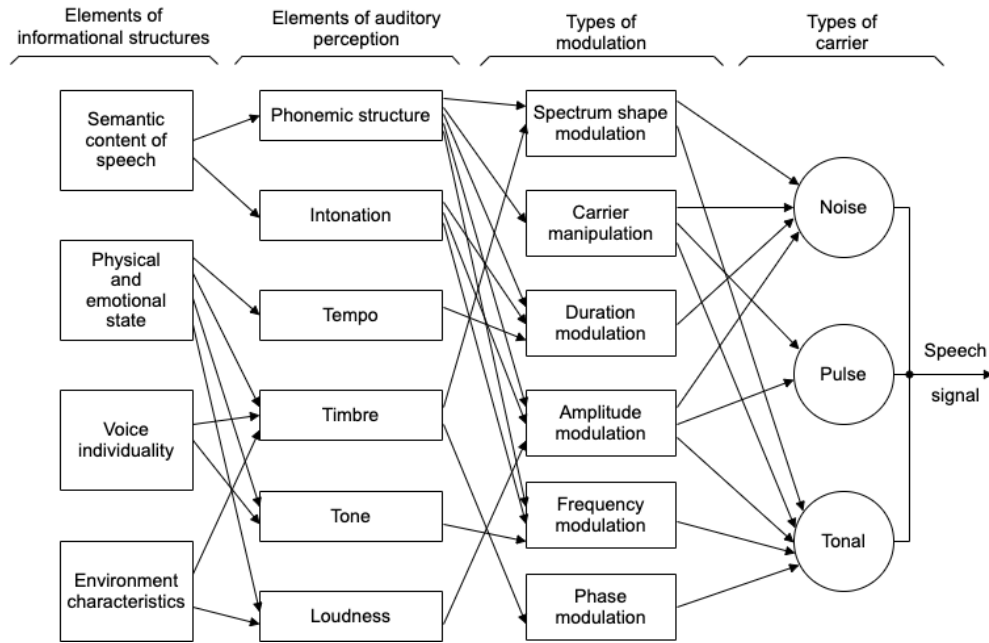 Elements of
informational structures
Elements of auditory
perception
Types of
modulation
Types of
carrier
Semantic
content of
speech
Physical
and
emotional
state
Voice
individuality
Environment
characteristics
Phonemic structure
Intonation
Tempo
Timbre
Tone
Loudness
Spectrum shape
modulation
Carrier
manipulation
Duration
modulation
Amplitude
modulation
Frequency
modulation
Phase
modulation
Noise
Pulse
Tonal
Speech
signal